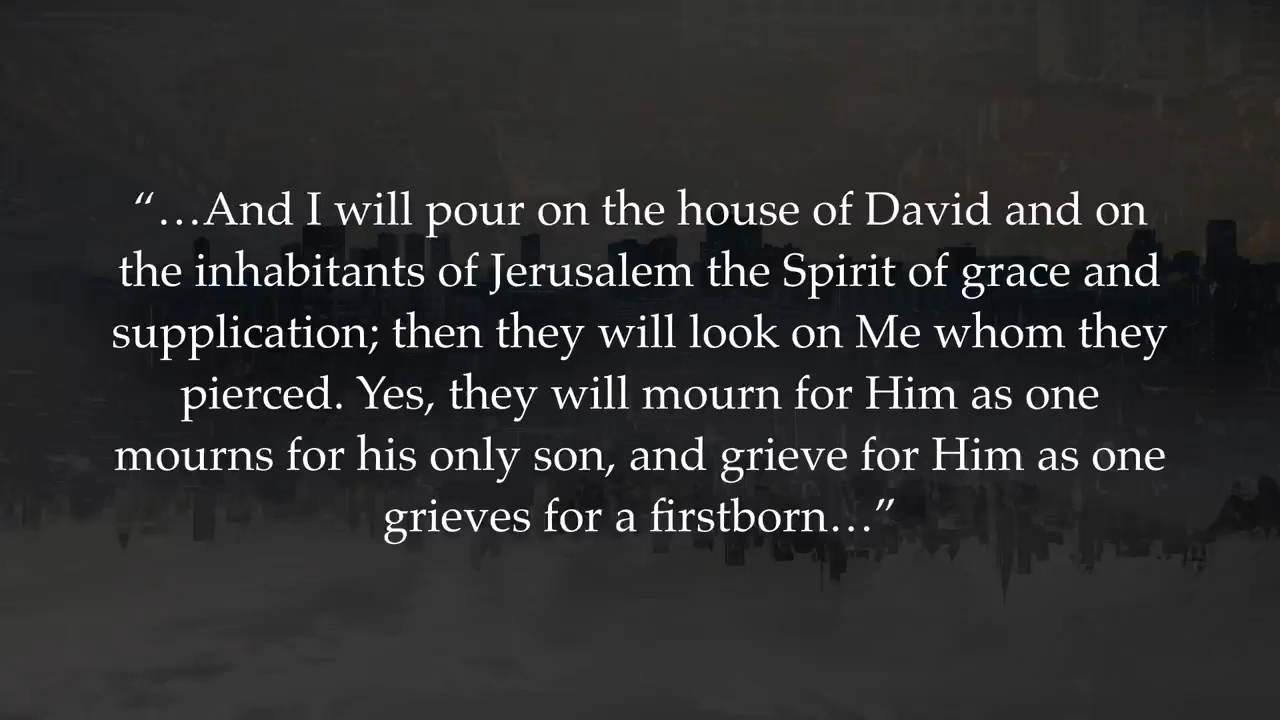 “…And I will pour on the house of David and on
the inhabitants of Jerusalem the Spirit of grace and
supplication; then they will look on Me whom they
pierced. Yes, they will mourn for Him as one
mourns for his only son, and grieve for Him as one
grieves for a firstborn…”